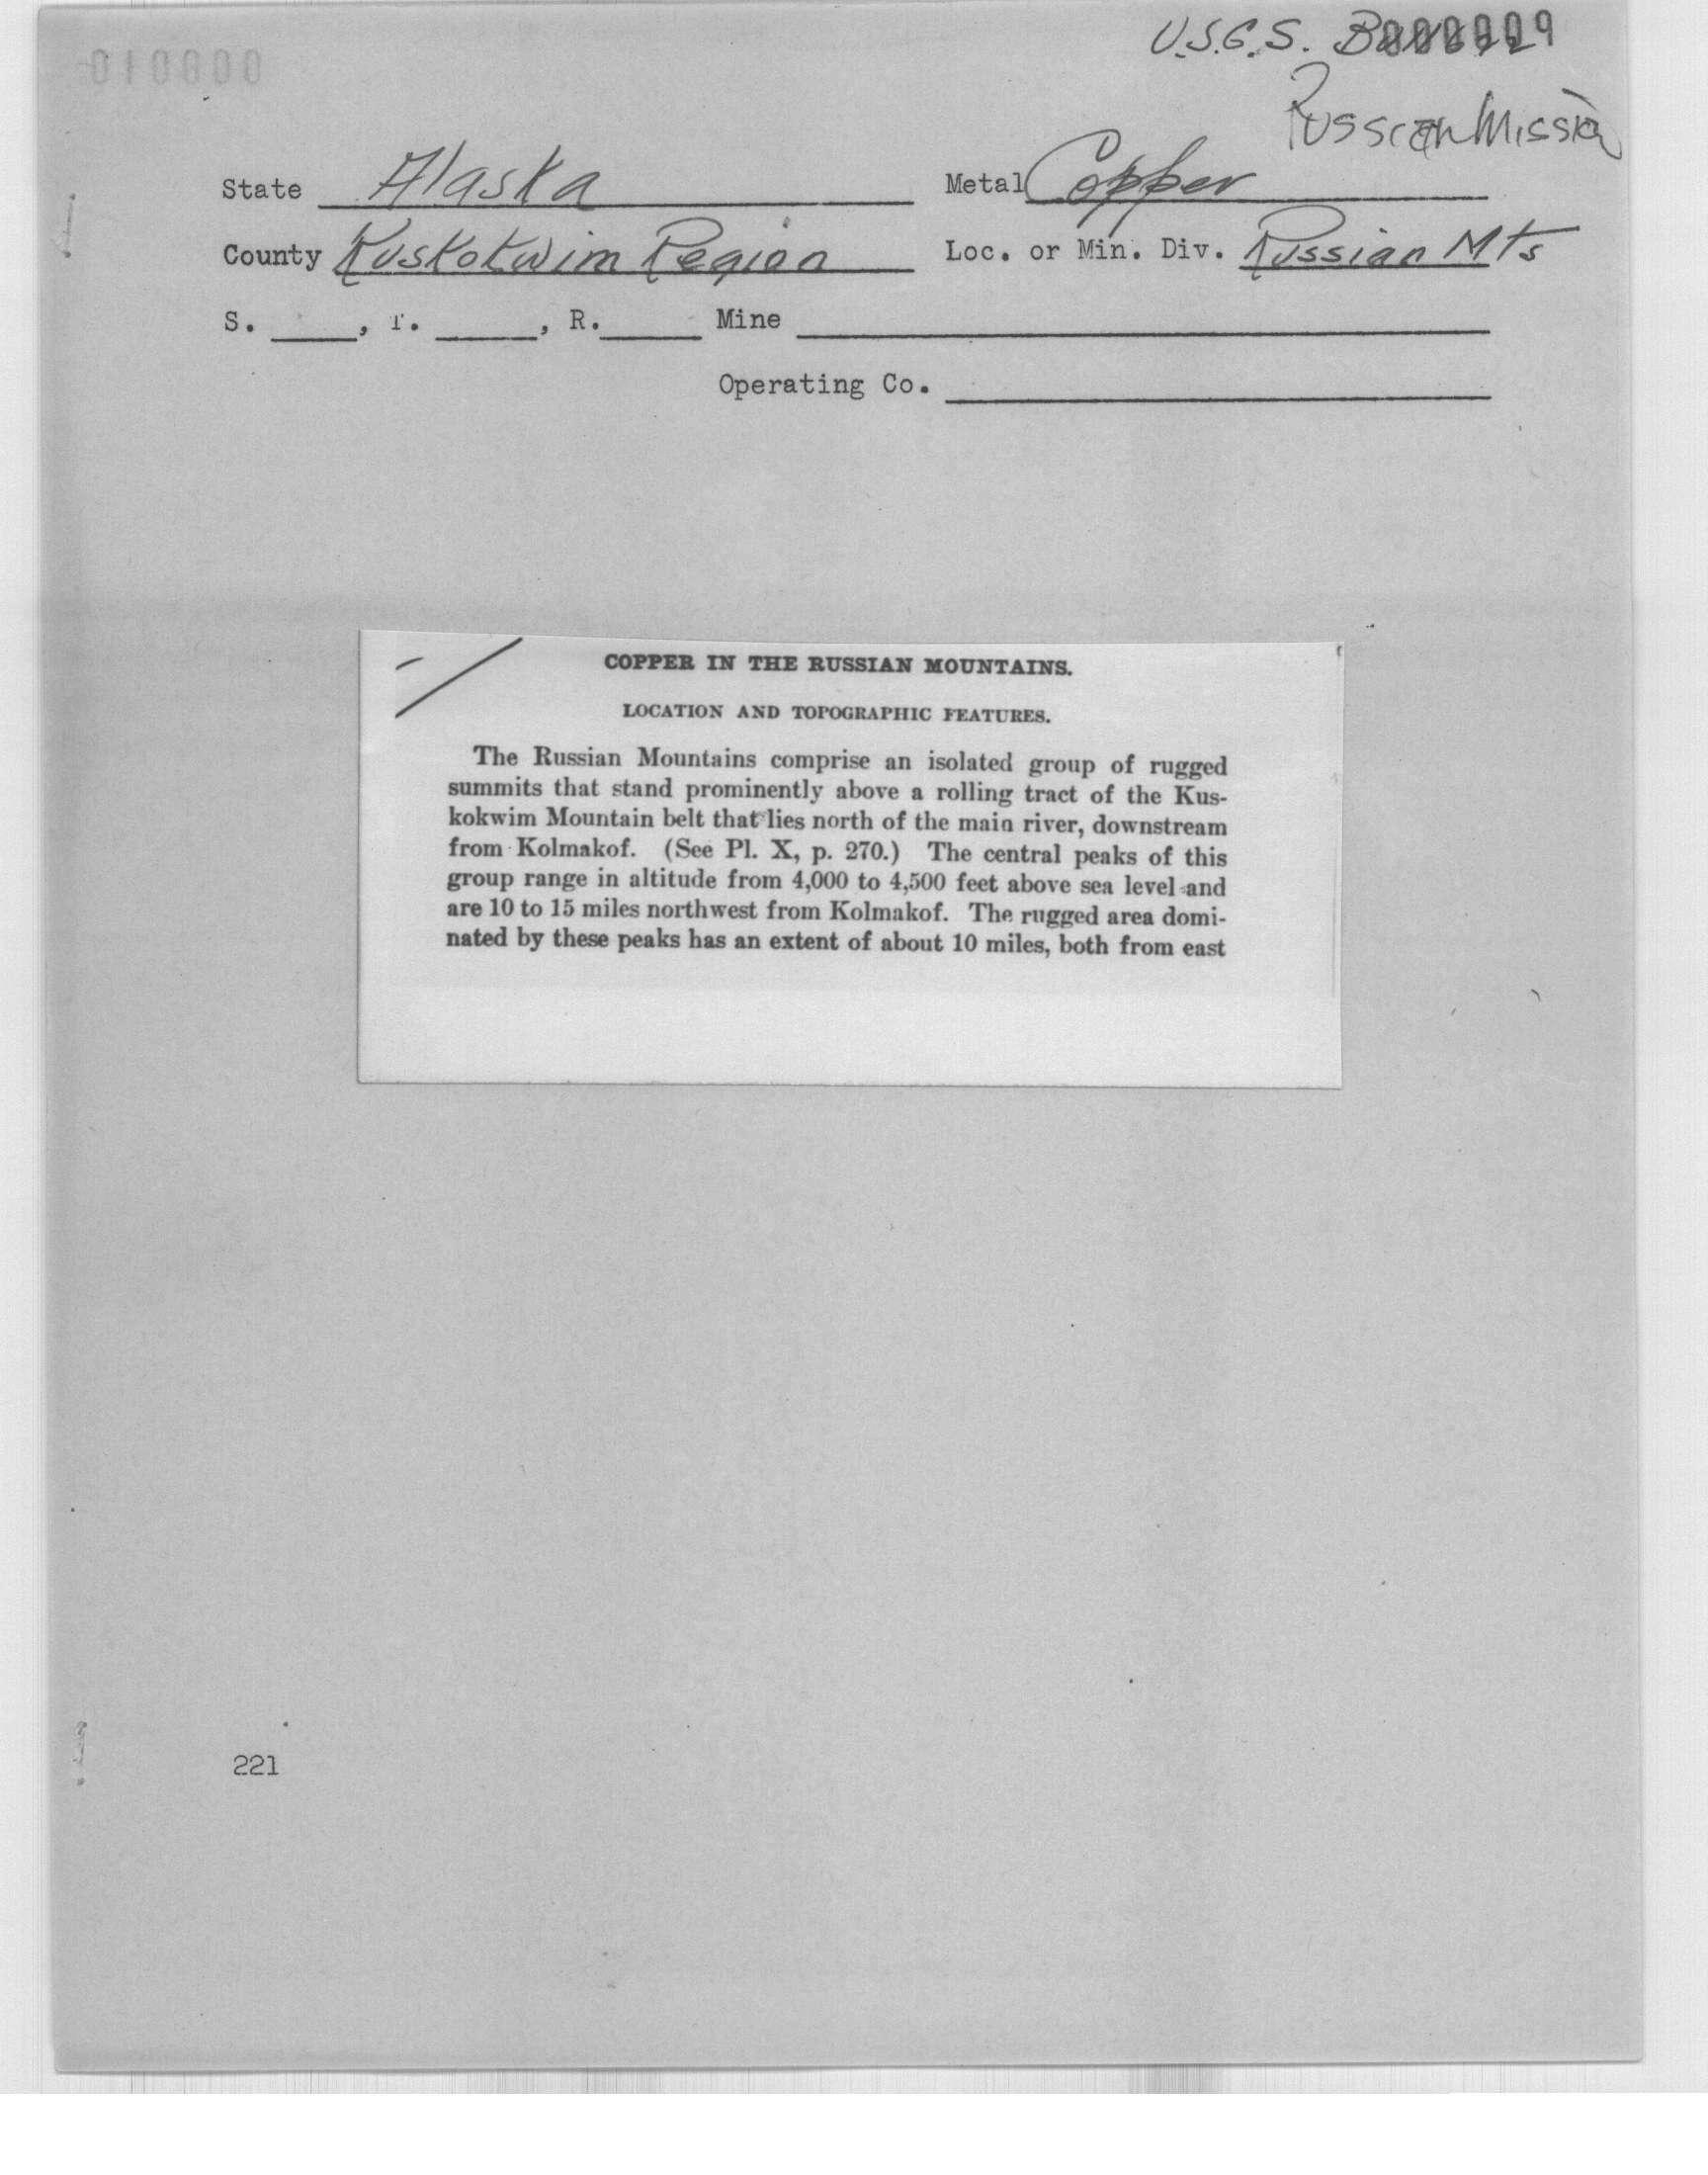 U.S.G.S.
000009
010000
Russian Mission
State Alaska Metal Copper
County Kuskokwim Region Loc. or Min. Div. Russian Mts
S. , T. , R. Mine
Operating Co.
COPPER IN THE RUSSIAN MOUNTAINS.
LOCATION AND TOPOGRAPHIC FEATURES.
The Russian Mountains comprise an isolated group of rugged
summits that stand prominently above a rolling tract of the Kus-
kokwim Mountain belt that lies north of the main river, downstream
from Kolmakof. (See Pl. X, p. 270.) The central peaks of this
group range in altitude from 4,000 to 4,500 feet above sea level and
are 10 to 15 miles northwest from Kolmakof. The rugged area domi-
nated by these peaks has an extent of about 10 miles, both from east
221